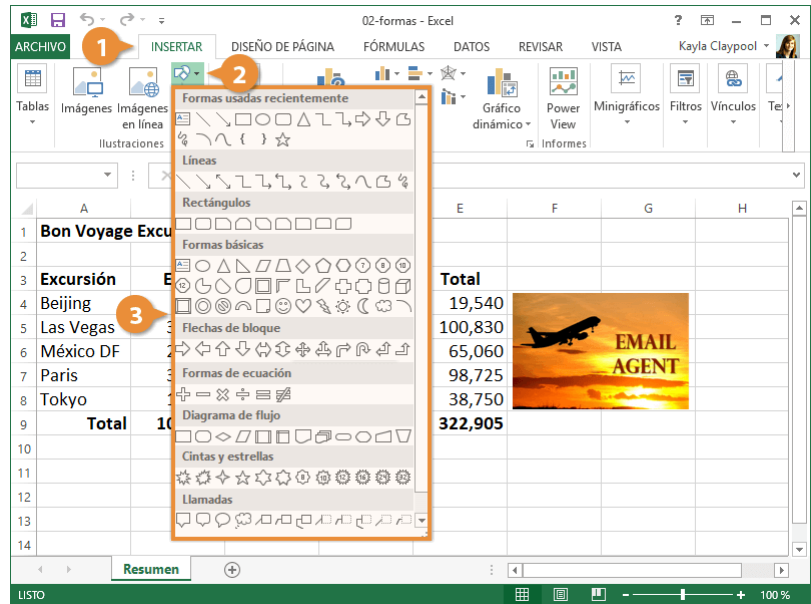 02-formas - Excel
ARCHIVO INSERTAR DISEÑO DE PÁGINA FÓRMULAS DATOS REVISAR VISTA Kayla Claypool
1
2
Tablas Imágenes Imágenes en línea Gráfico dinámico Power View Minigráficos Filtros Vínculos
Ilustraciones Informes
Formas usadas recientemente
Líneas
Rectángulos
Formas básicas
Flechas de bloque
Formas de ecuación
Diagrama de flujo
Cintas y estrellas
Llamadas
3
A E F G H
1 Bon Voyage Excu
2
3 Excursión E Total
4 Beijing 19,540
5 Las Vegas 3 100,830
6 México DF 2 65,060
7 Paris 3 98,725
8 Tokyo 1 38,750
9 Total 10 322,905
10
11
12
13
14
EMAIL
AGENT
Resumen
LISTO 100 %